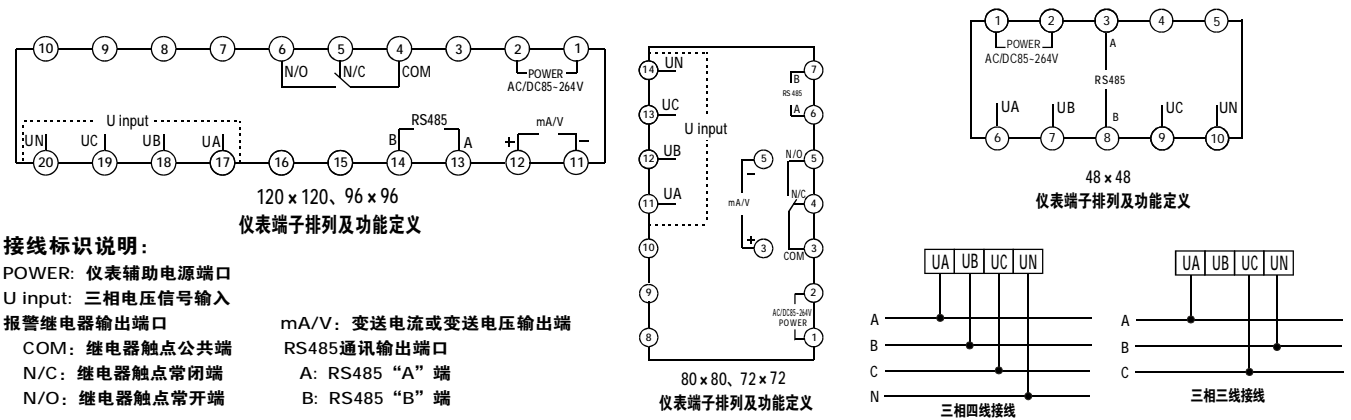 10 9 8 7 6 5 4 3 2 1
N/O N/C COM POWER
AC/DC85~264V
U input RS485 mA/V
UN UC UB UA B A + −
20 19 18 17 16 15 14 13 12 11
120 × 120、96 × 96
仪表端子排列及功能定义
接线标识说明：
POWER: 仪表辅助电源端口
U input: 三相电压信号输入
报警继电器输出端口
COM：继电器触点公共端
N/C：继电器触点常闭端
N/O：继电器触点常开端
mA/V：变送电流或变送电压输出端
RS485通讯输出端口
A: RS485“A”端
B: RS485“B”端
14 UN B 7
RS485
13 UC A 6
U input
12 UB 5 N/O 5
−
N/C
11 UA mA/V 4
+
10 3 COM 3
9 2
AC/DC85~264V
POWER
8 1
80 × 80、72 × 72
仪表端子排列及功能定义
1 2 3 4 5
POWER A
AC/DC85~264V
RS485
UA UB B UC UN
6 7 8 9 10
48 × 48
仪表端子排列及功能定义
UA UB UC UN
A
B
C
N
三相四线接线
UA UB UC UN
A
B
C
三相三线接线